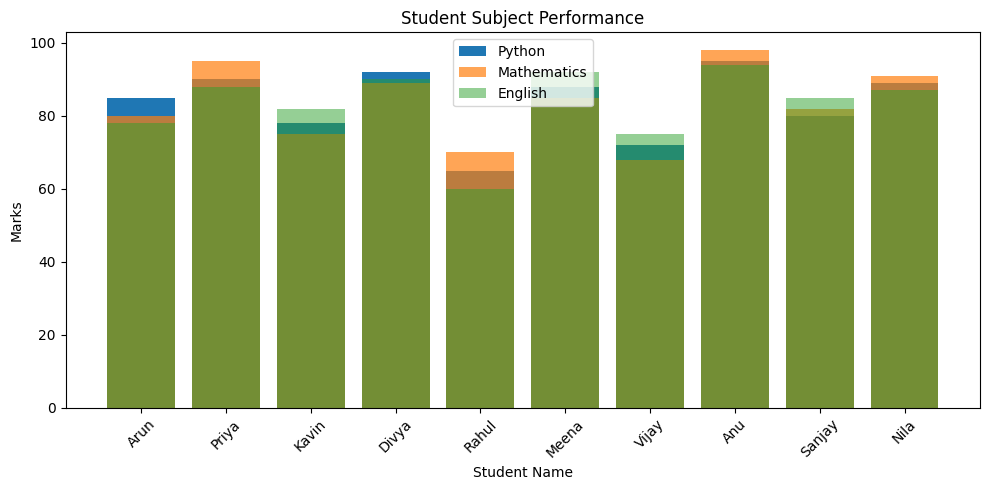 Student Subject Performance
Python
Mathematics
English
Marks
100
80
60
40
20
0
Arun
Priya
Kavin
Divya
Rahul
Meena
Vijay
Anu
Sanjay
Nila
Student Name